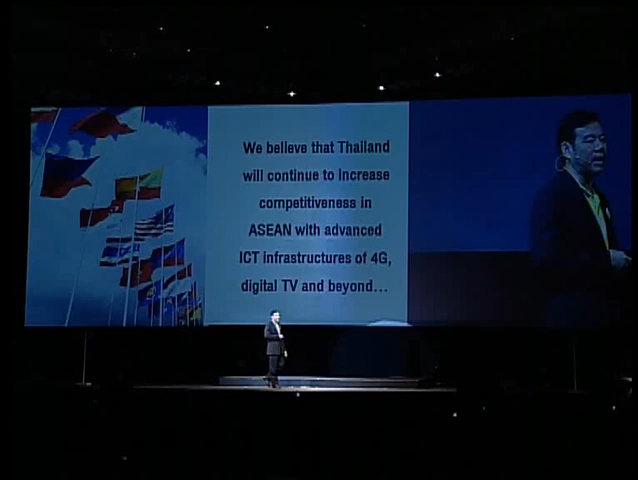 We believe that Thailand
will continue to increase
competitiveness in
ASEAN with advanced
ICT infrastructures of 4G,
digital TV and beyond...